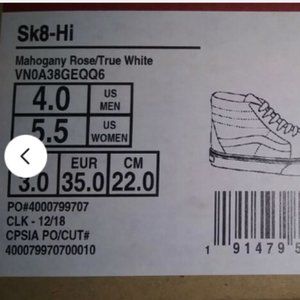 Sk8-Hi
Mahogany Rose/True White
VN0A38GEQQ6
4.0 US MEN
5.5 US WOMEN
EUR CM
3.0 35.0 22.0
PO#4000799707
CLK - 12/18
CPSIA PO/CUT#
400079970700010
1 91479 5